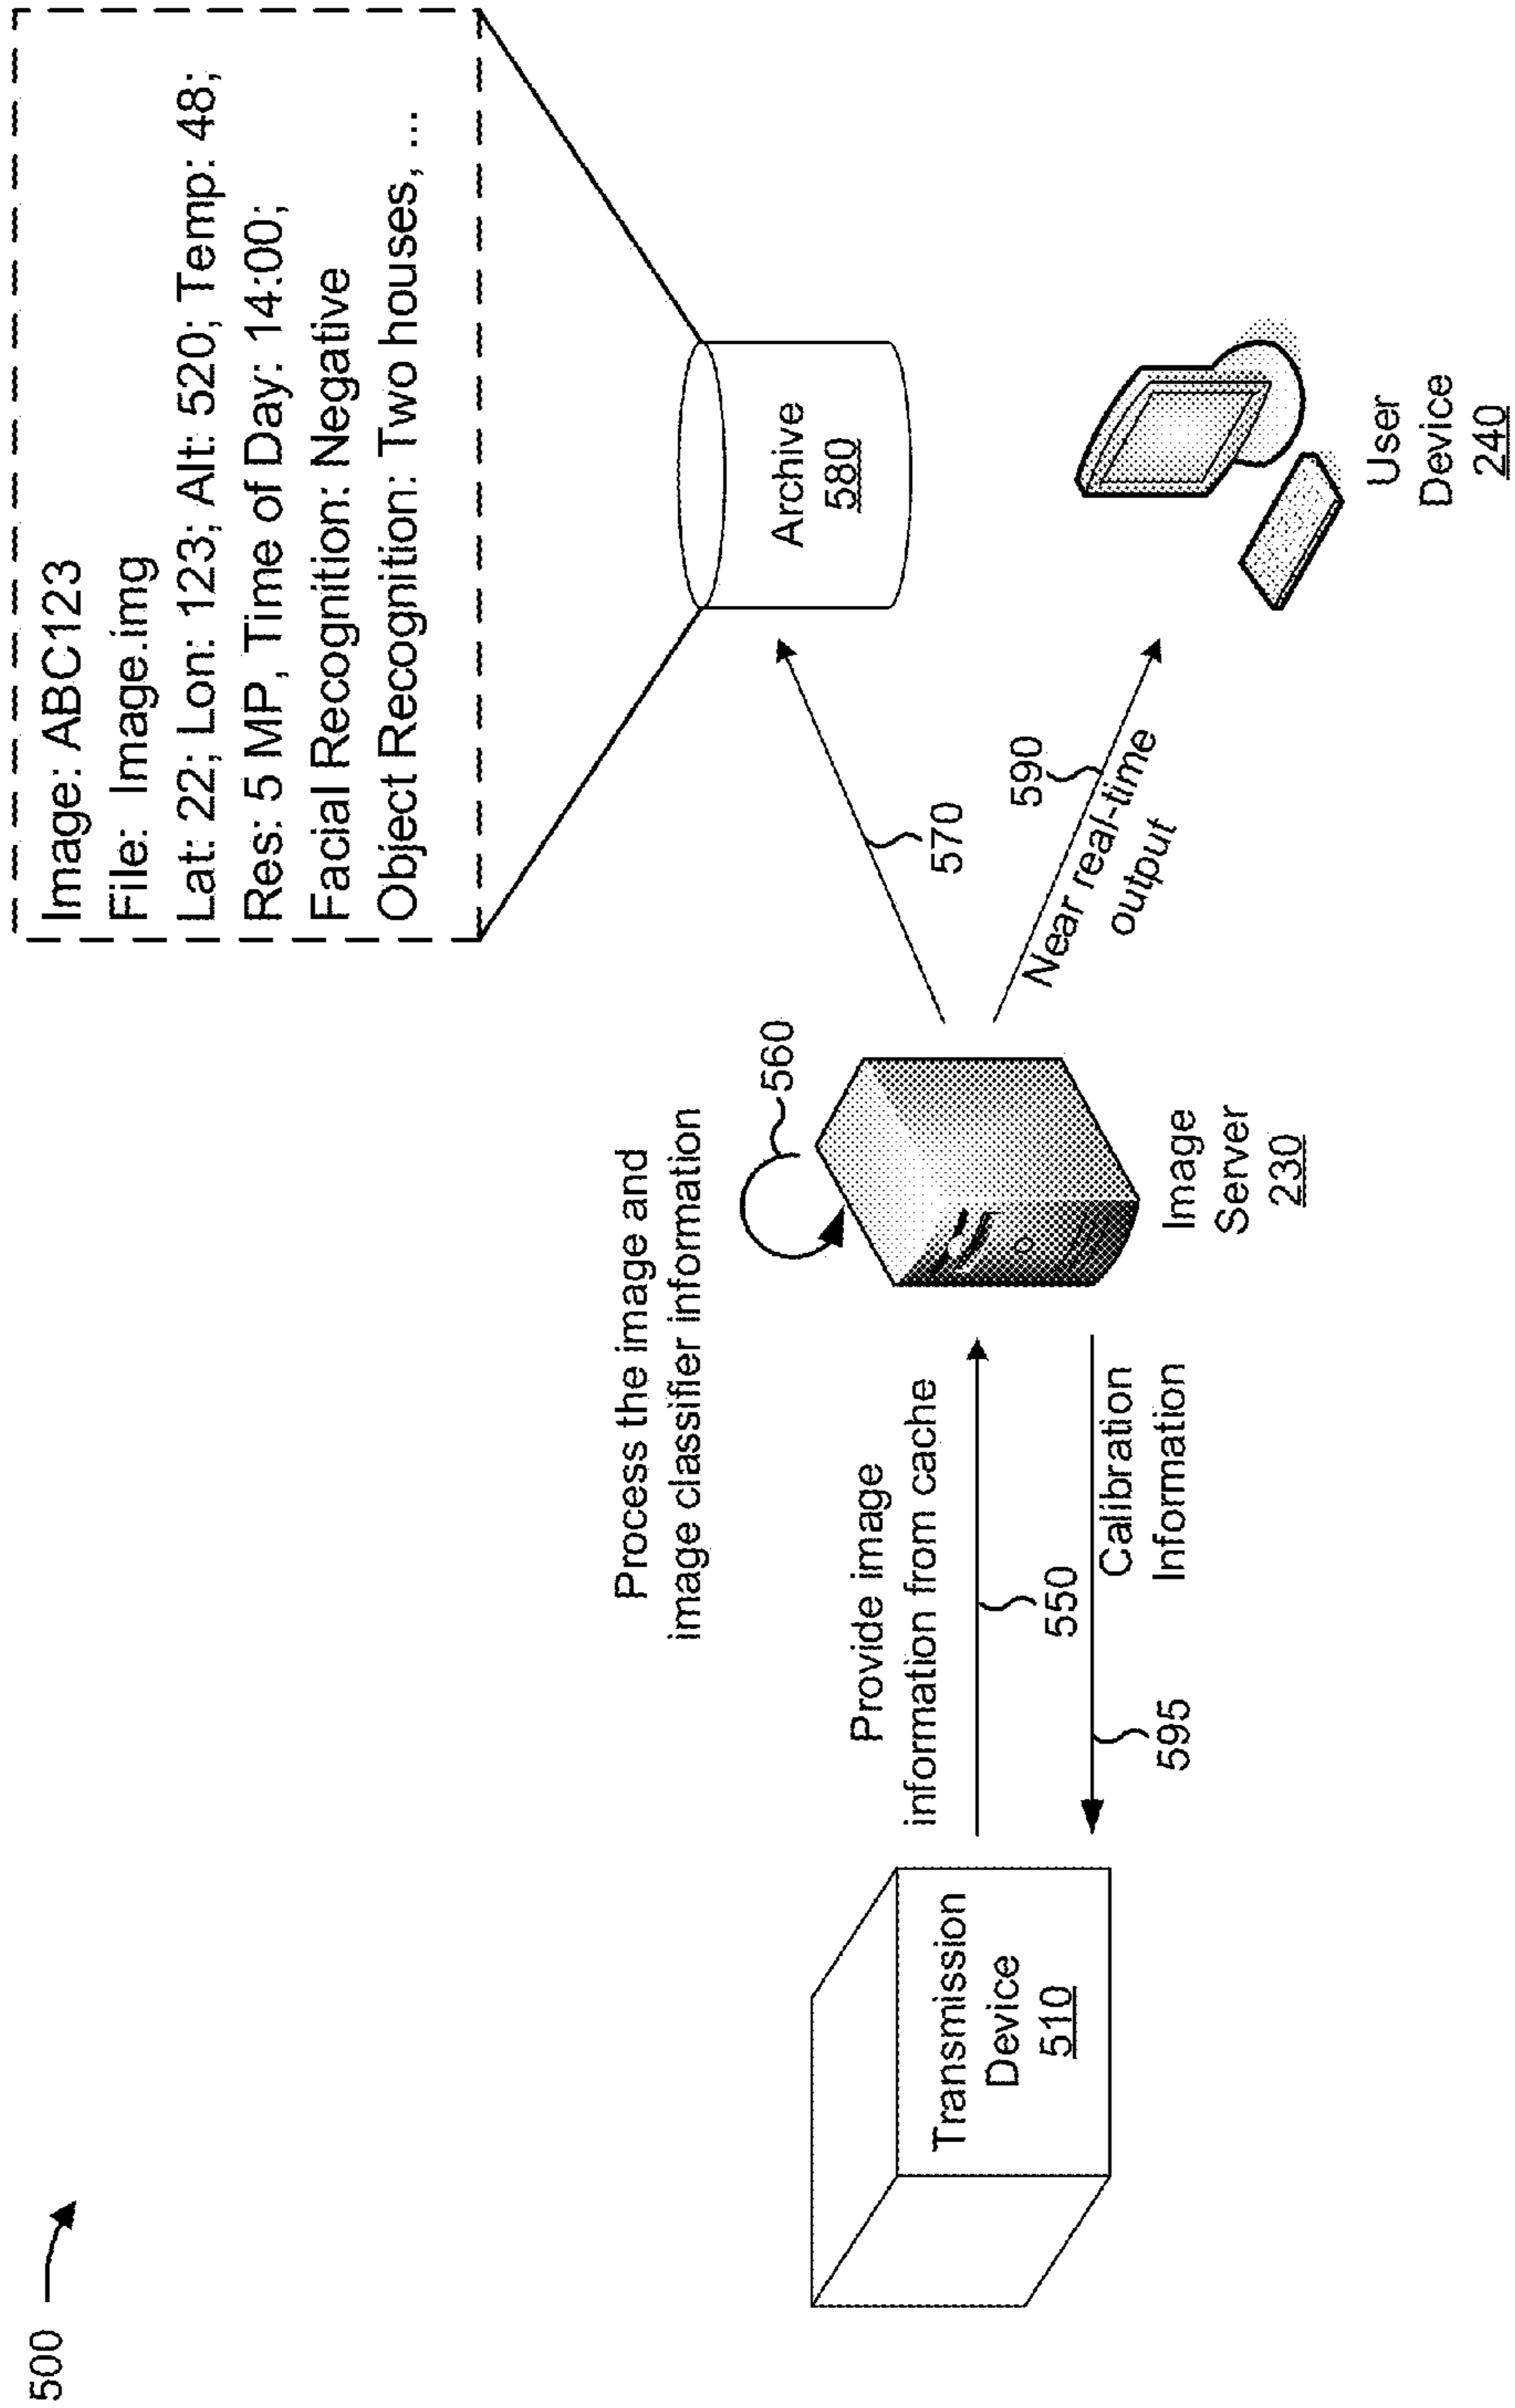 500
Image: ABC123
File: Image.img
Lat: 22; Lon: 123; Alt: 520; Temp: 48;
Res: 5 MP, Time of Day: 14:00;
Facial Recognition: Negative
Object Recognition: Two houses, ...
Process the image and
image classifier information
560
Archive
580
570
Provide image
information from cache
550
590
Near real-time
output
Transmission
Device
510
595
Calibration
Information
Image
Server
230
User
Device
240